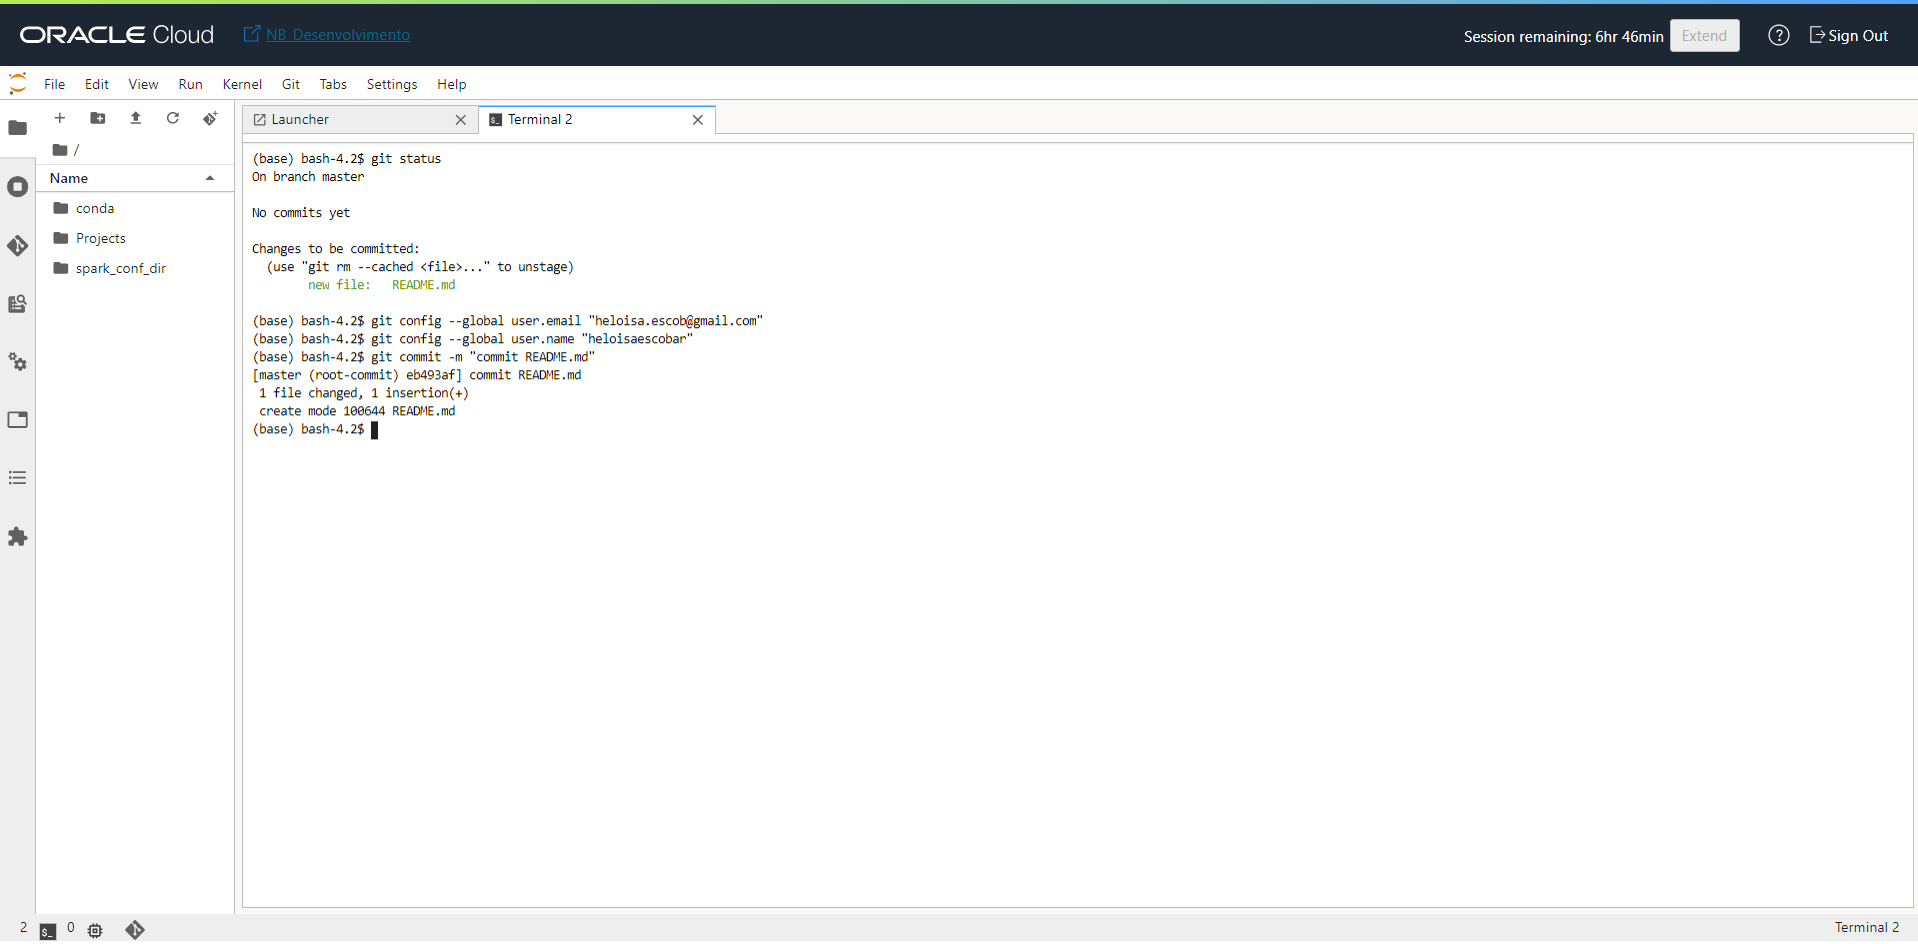 ORACLE Cloud NB_Desenvolvimento Session remaining: 6hr 46min Extend ? Sign Out
File Edit View Run Kernel Git Tabs Settings Help
Launcher Terminal 2
/
Name
conda
Projects
spark_conf_dir
(base) bash-4.2$ git status
On branch master
No commits yet
Changes to be committed:
(use "git rm --cached <file>..." to unstage)
new file: README.md
(base) bash-4.2$ git config --global user.email "heloisa.escob@gmail.com"
(base) bash-4.2$ git config --global user.name "heloisaescobar"
(base) bash-4.2$ git commit -m "commit README.md"
[master (root-commit) eb493af] commit README.md
1 file changed, 1 insertion(+)
create mode 100644 README.md
(base) bash-4.2$
2 $_ 0 Terminal 2